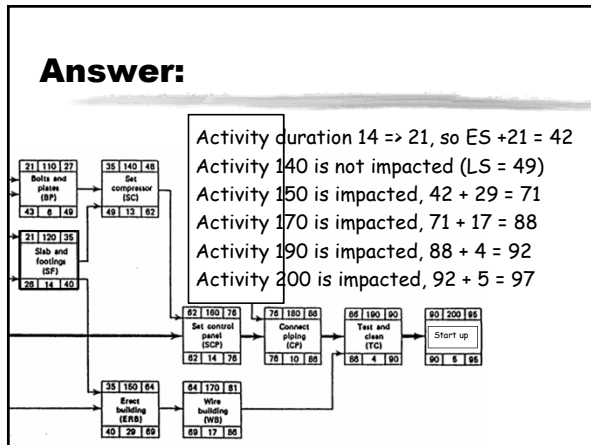 Answer:
Activity duration 14 => 21, so ES +21 = 42
Activity 140 is not impacted (LS = 49)
Activity 150 is impacted, 42 + 29 = 71
Activity 170 is impacted, 71 + 17 = 88
Activity 190 is impacted, 88 + 4 = 92
Activity 200 is impacted, 92 + 5 = 97
21 110 27
Bolts and
plates
(BP)
43 6 49
35 140 48
Set
compressor
(SC)
49 13 62
21 120 35
Slab and
footings
(SF)
26 14 40
62 160 76
Set control
panel
(SCP)
62 14 76
76 180 86
Connect
piping
(CP)
76 10 86
86 190 90
Test and
clean
(TC)
86 4 90
90 200 95
Start up
90 5 95
35 150 64
Erect
building
(ERB)
40 29 69
64 170 81
Wire
building
(WB)
69 17 86